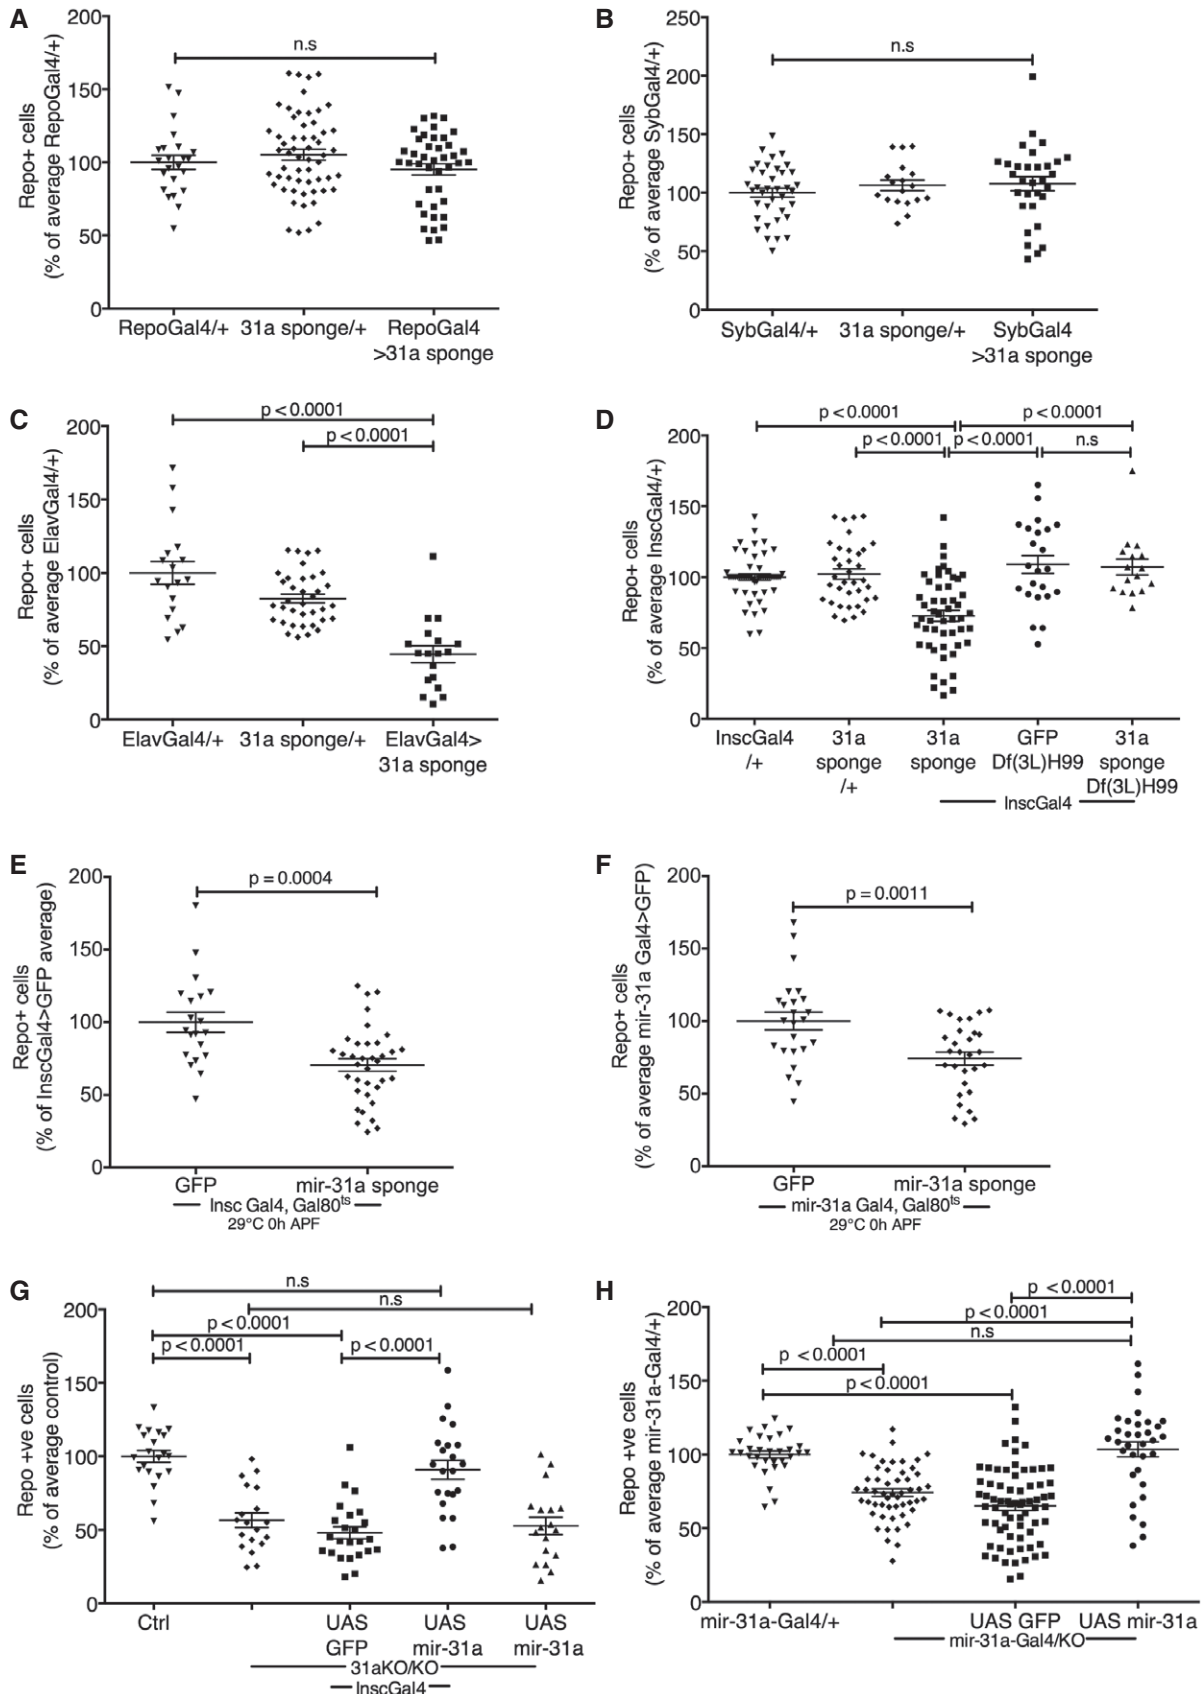 A
Repo+ cells
(% of average RepoGal4/+)
200
150
100
50
0
n.s
RepoGal4/+
31a sponge/+
RepoGal4
>31a sponge
B
Repo+ cells
(% of average SybGal4/+)
250
200
150
100
50
0
n.s
SybGal4/+
31a sponge/+
SybGal4
>31a sponge
C
Repo+ cells
(% of average ElavGal4/+)
200
150
100
50
0
p < 0.0001
p < 0.0001
ElavGal4/+
31a sponge/+
ElavGal4>
31a sponge
D
Repo+ cells
(% of average InscGal4/+)
200
150
100
50
0
p < 0.0001
p < 0.0001
p < 0.0001
p < 0.0001
n.s
InscGal4
/+
31a
sponge
/+
31a
sponge
GFP
Df(3L)H99
31a
sponge
Df(3L)H99
InscGal4
E
Repo+ cells
(% of InscGal4>GFP average)
200
150
100
50
0
p = 0.0004
GFP
mir-31a sponge
Insc Gal4, Gal80ts
29°C 0h APF
F
Repo+ cells
(% of average mir-31a Gal4>GFP)
200
150
100
50
0
p = 0.0011
GFP
mir-31a sponge
mir-31a Gal4, Gal80ts
29°C 0h APF
G
Repo +ve cells
(% of average control)
200
150
100
50
0
n.s
n.s
p < 0.0001
p < 0.0001
p < 0.0001
Ctrl
UAS
GFP
UAS
mir-31a
UAS
mir-31a
31aKO/KO
InscGal4
H
Repo +ve cells
(% of average mir-31a-Gal4/+)
200
150
100
50
0
p < 0.0001
p < 0.0001
n.s
p < 0.0001
p < 0.0001
mir-31a-Gal4/+
UAS GFP
UAS mir-31a
mir-31a-Gal4/KO